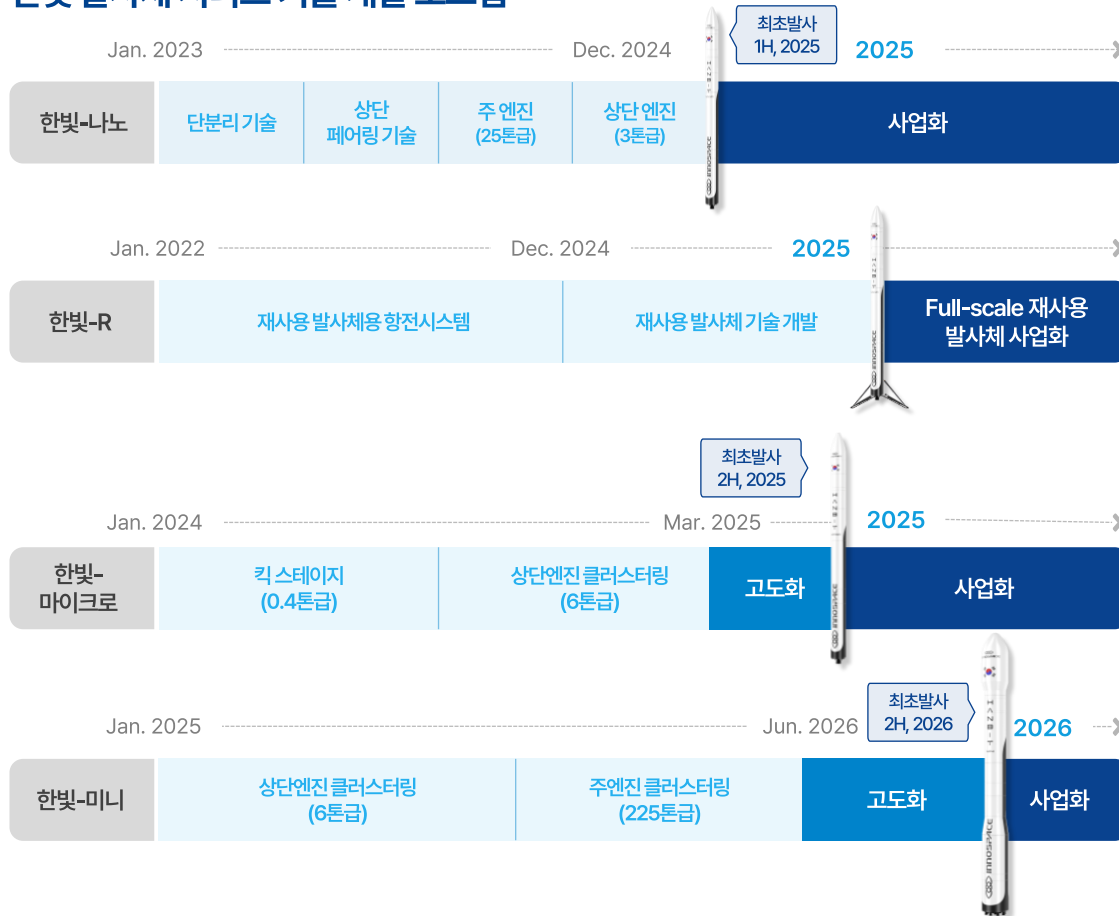 최초발사
1H, 2025
Jan. 2023
Dec. 2024
2025
한빛-나노
단분리 기술
상단
페어링 기술
주 엔진
(25톤급)
상단 엔진
(3톤급)
사업화
HANBIT
INNOSPACE
Jan. 2022
Dec. 2024
2025
한빛-R
재사용 발사체용 항전시스템
재사용 발사체 기술 개발
Full-scale 재사용
발사체 사업화
INNOSPACE
최초발사
2H, 2025
Jan. 2024
Mar. 2025
2025
한빛-
마이크로
킥 스테이지
(0.4톤급)
상단엔진 클러스터링
(6톤급)
고도화
사업화
INNOSPACE
최초발사
2H, 2026
Jan. 2025
Jun. 2026
2026
한빛-미니
상단엔진 클러스터링
(6톤급)
주엔진 클러스터링
(225톤급)
고도화
사업화
HANBIT
INNOSPACE